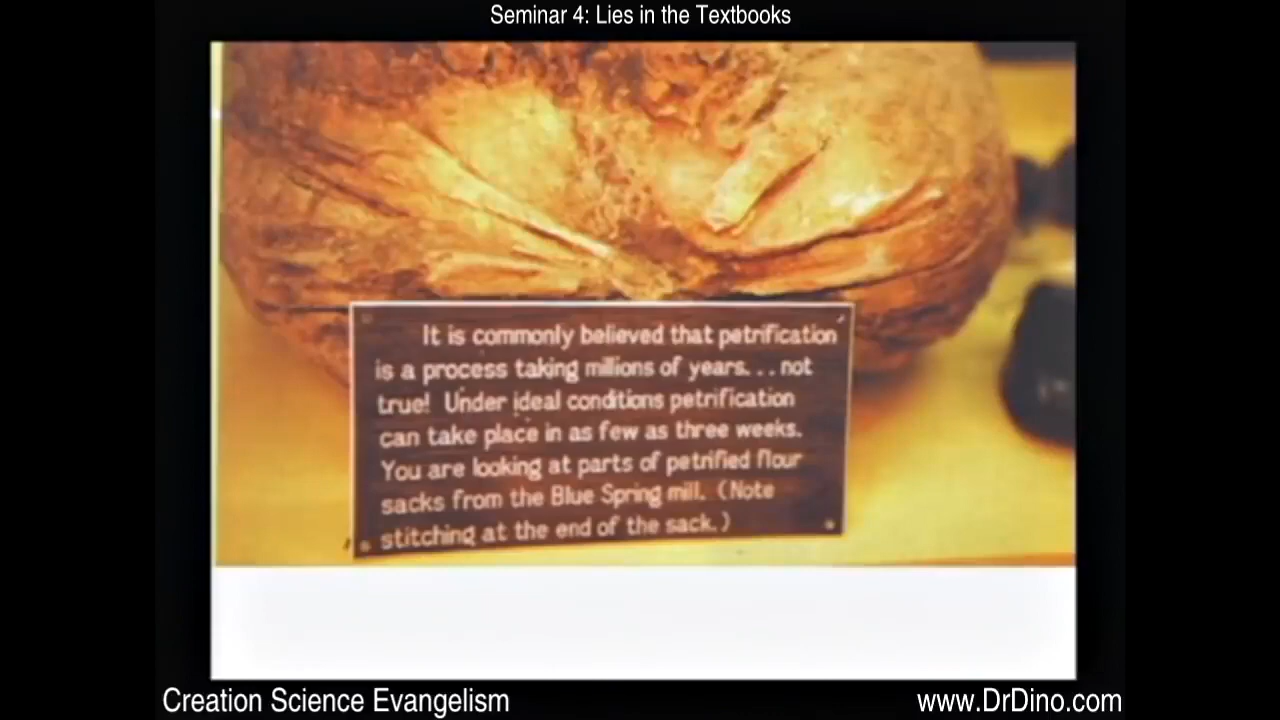 Seminar 4: Lies in the Textbooks
It is commonly believed that petrification
is a process taking millions of years...not
true! Under ideal conditions petrification
can take place in as few as three weeks.
You are looking at parts of petrified flour
sacks from the Blue Spring mill. (Note
stitching at the end of the sack.)
Creation Science Evangelism
www.DrDino.com